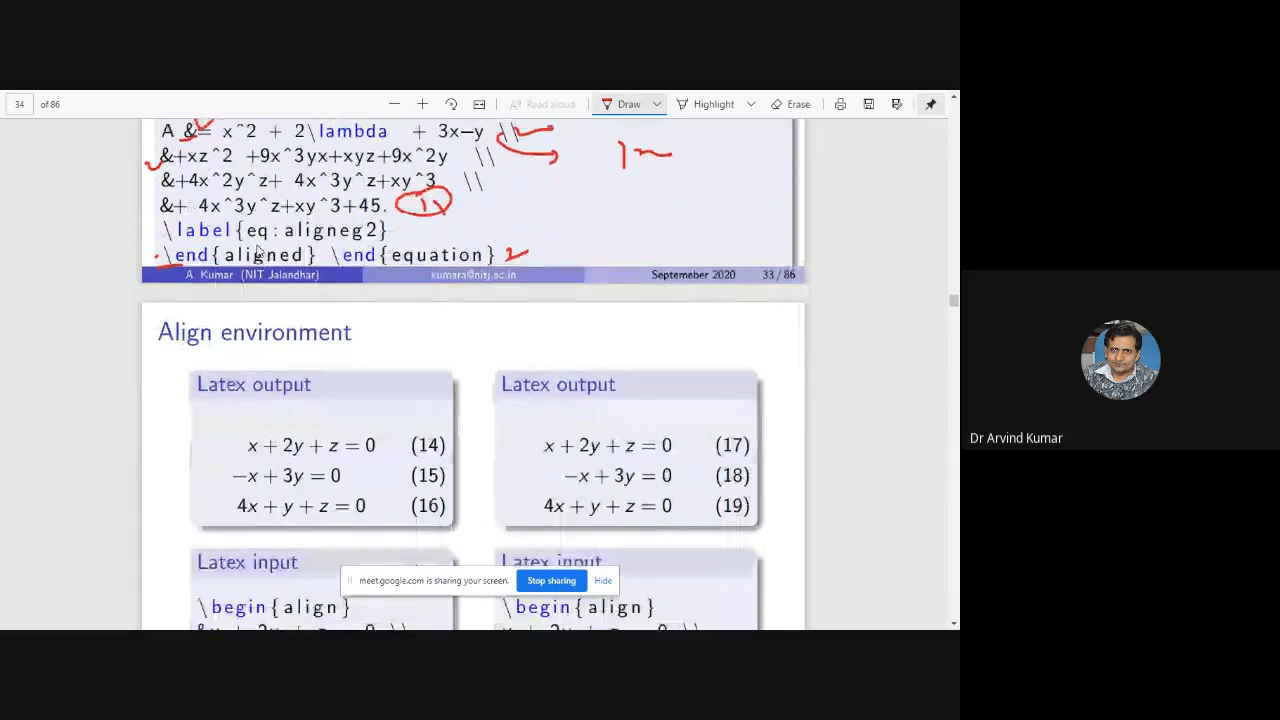 34 of 86
Read aloud
Draw
Highlight
Erase
A &= x^2 + 2\lambda + 3x−y \\
&+xz^2 +9x^3yx+xyz+9x^2y \\
&+4x^2y^z+ 4x^3y^z+xy^3 \\
&+ 4x^3y^z+xy^3+45.
\label{eq:aligneg2}
\end{aligned} \end{equation} 2
A. Kumar (NIT Jalandhar) kumara@nitj.ac.in Septemeber 2020 33 / 86
Align environment
Latex output
x + 2y + z = 0 (14)
−x + 3y = 0 (15)
4x + y + z = 0 (16)
Latex output
x + 2y + z = 0 (17)
−x + 3y = 0 (18)
4x + y + z = 0 (19)
Latex input
\begin{align}
Latex input
\begin{align}
meet.google.com is sharing your screen. Stop sharing Hide
Dr Arvind Kumar